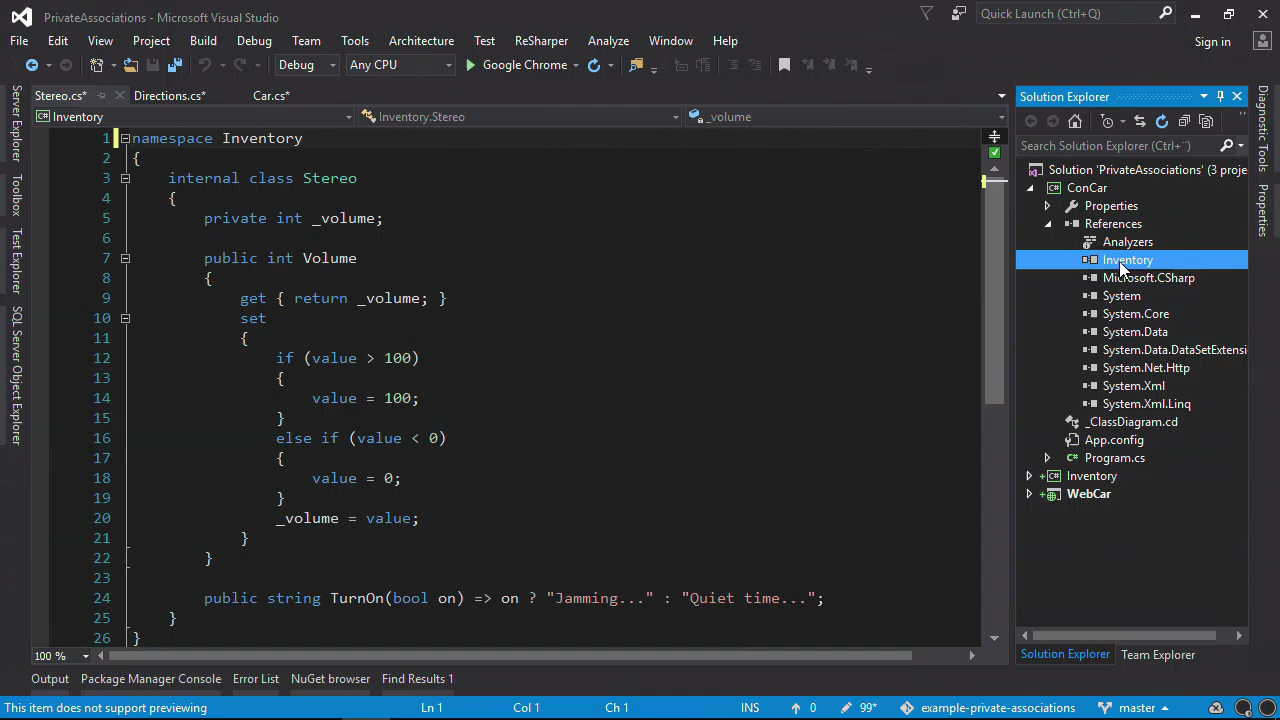 PrivateAssociations - Microsoft Visual Studio
Quick Launch (Ctrl+Q)
File Edit View Project Build Debug Team Tools Architecture Test ReSharper Analyze Window Help
Sign in
Debug Any CPU Google Chrome
Server Explorer
Toolbox
Test Explorer
SQL Server Object Explorer
Stereo.cs* Directions.cs* Car.cs*
Inventory Inventory.Stereo _volume
1 namespace Inventory
2 {
3 internal class Stereo
4 {
5 private int _volume;
6
7 public int Volume
8 {
9 get { return _volume; }
10 set
11 {
12 if (value > 100)
13 {
14 value = 100;
15 }
16 else if (value < 0)
17 {
18 value = 0;
19 }
20 _volume = value;
21 }
22 }
23
24 public string TurnOn(bool on) => on ? "Jamming..." : "Quiet time...";
25 }
26 }
100 %
Solution Explorer
Search Solution Explorer (Ctrl+¨)
Solution 'PrivateAssociations' (3 proje
ConCar
Properties
References
Analyzers
Inventory
Microsoft.CSharp
System
System.Core
System.Data
System.Data.DataSetExtensi
System.Net.Http
System.Xml
System.Xml.Linq
_ClassDiagram.cd
App.config
Program.cs
Inventory
WebCar
Solution Explorer Team Explorer
Diagnostic Tools
Properties
Output Package Manager Console Error List NuGet browser Find Results 1
This item does not support previewing Ln 1 Col 1 Ch 1 INS 0 99* example-private-associations master